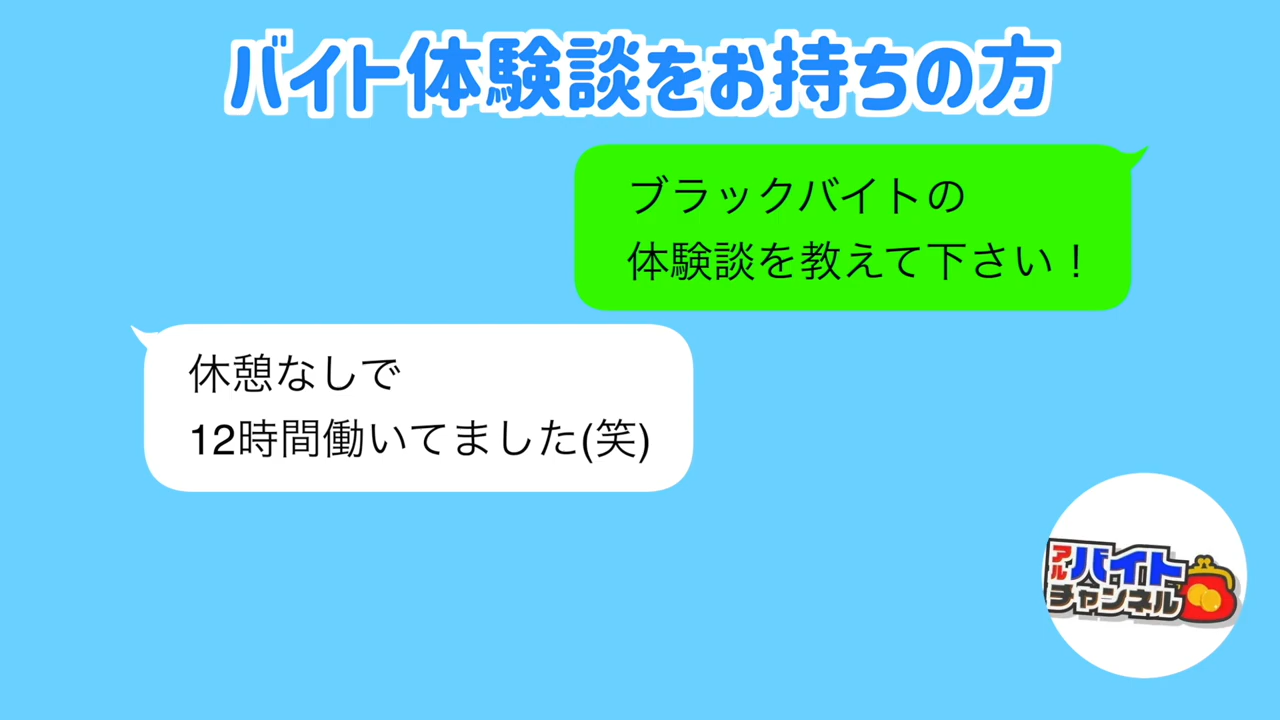 バイト体験談をお持ちの方
ブラックバイトの
体験談を教えて下さい！
休憩なしで
12時間働いてました(笑)
アルバイト
チャンネル